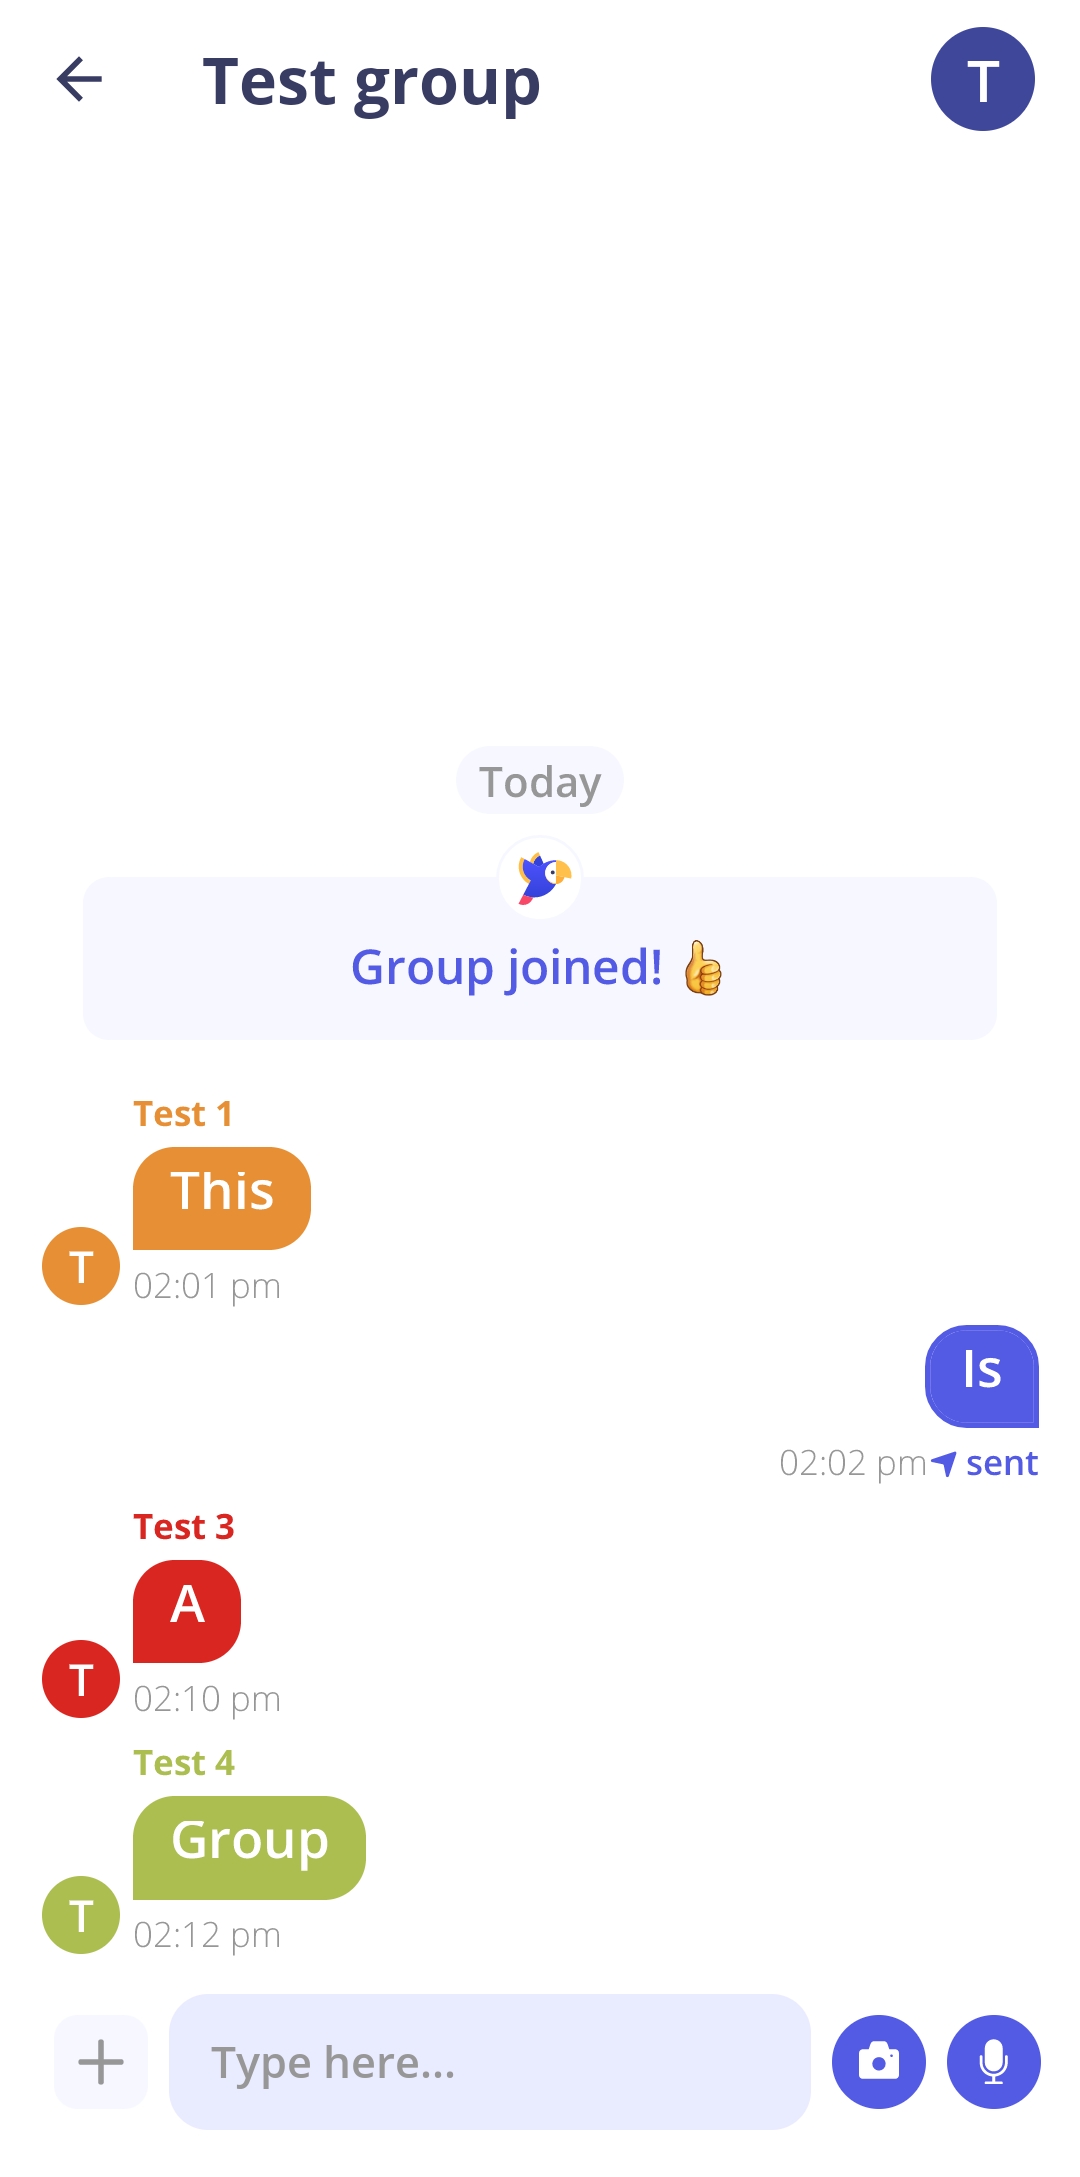 Test group
T
Today
Group joined! 👍
Test 1
This
T
02:01 pm
Is
02:02 pm sent
Test 3
A
T
02:10 pm
Test 4
Group
T
02:12 pm
Type here...